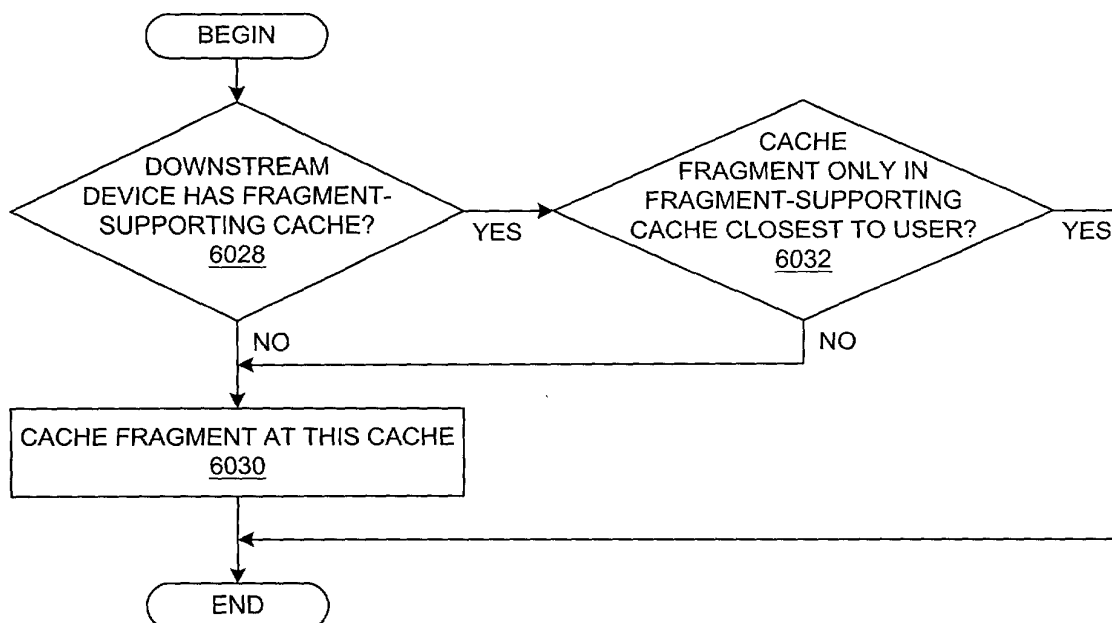 BEGIN
DOWNSTREAM
DEVICE HAS FRAGMENT-
SUPPORTING CACHE?
6028
YES
NO
CACHE
FRAGMENT ONLY IN
FRAGMENT-SUPPORTING
CACHE CLOSEST TO USER?
6032
YES
NO
CACHE FRAGMENT AT THIS CACHE
6030
END